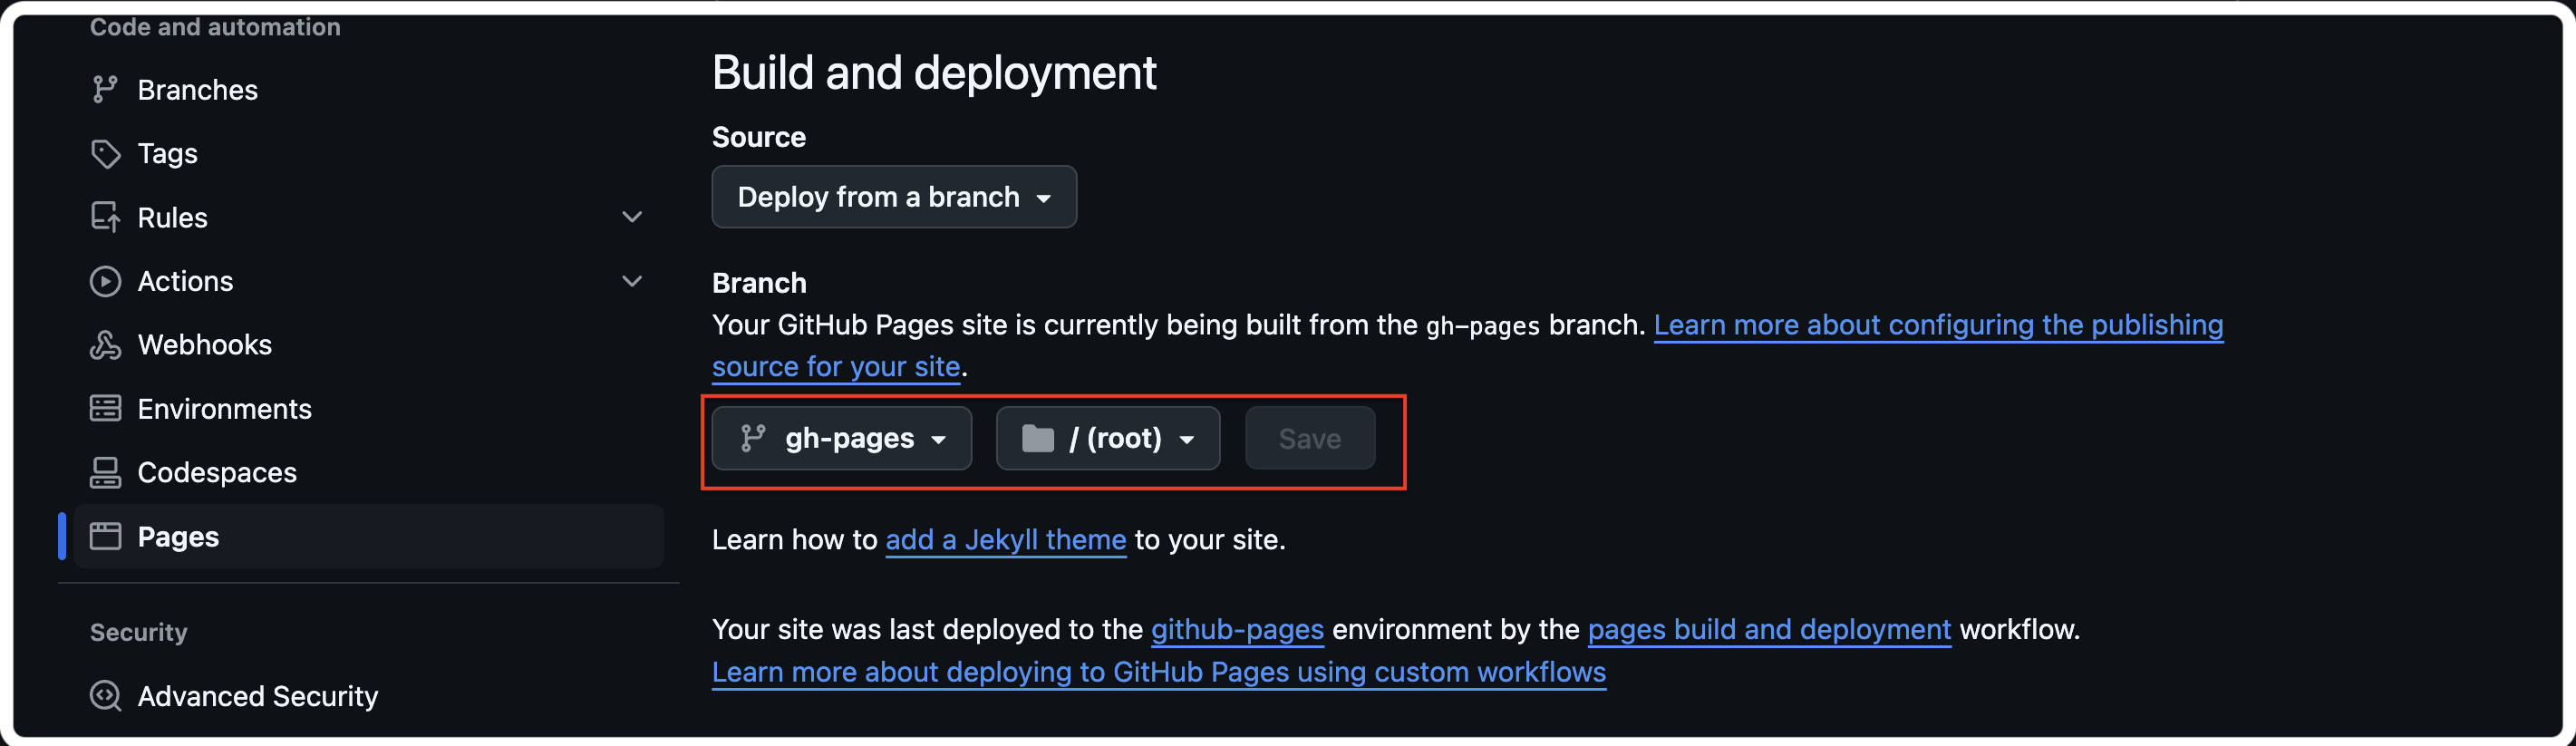 Code and automation
Branches
Tags
Rules
Actions
Webhooks
Environments
Codespaces
Pages
Security
Advanced Security
Build and deployment
Source
Deploy from a branch
Branch
Your GitHub Pages site is currently being built from the gh-pages branch. Learn more about configuring the publishing
source for your site.
gh-pages
/ (root)
Save
Learn how to add a Jekyll theme to your site.
Your site was last deployed to the github-pages environment by the pages build and deployment workflow.
Learn more about deploying to GitHub Pages using custom workflows